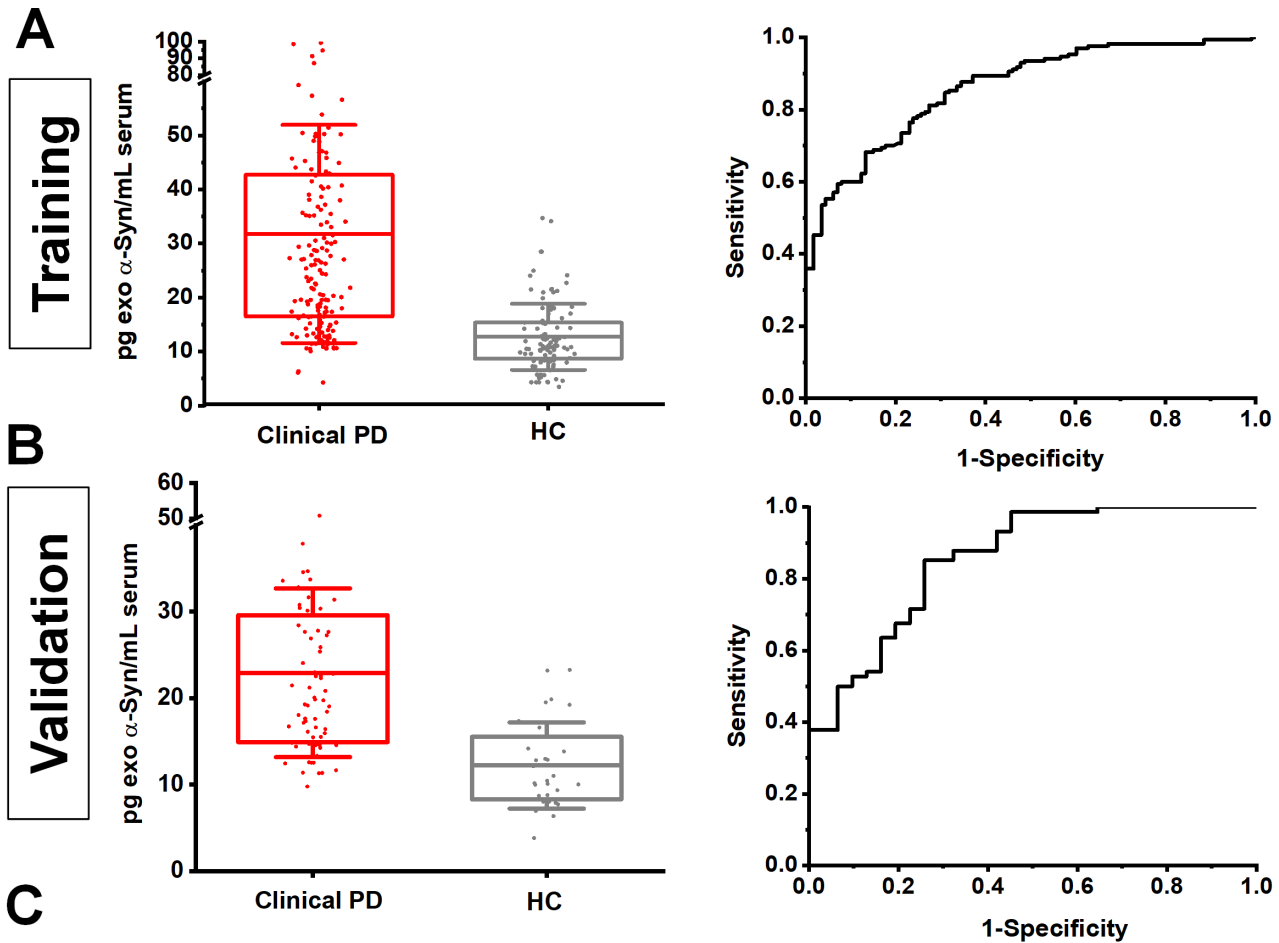 A
Training
pg exo α-Syn/mL serum
100
90
80
50
40
30
20
10
0
Clinical PD
HC
Sensitivity
1.0
0.8
0.6
0.4
0.2
0.0
0.0 0.2 0.4 0.6 0.8 1.0
1-Specificity
B
Validation
pg exo α-Syn/mL serum
60
50
30
20
10
0
Clinical PD
HC
Sensitivity
1.0
0.8
0.6
0.4
0.2
0.0
0.0 0.2 0.4 0.6 0.8 1.0
1-Specificity
C